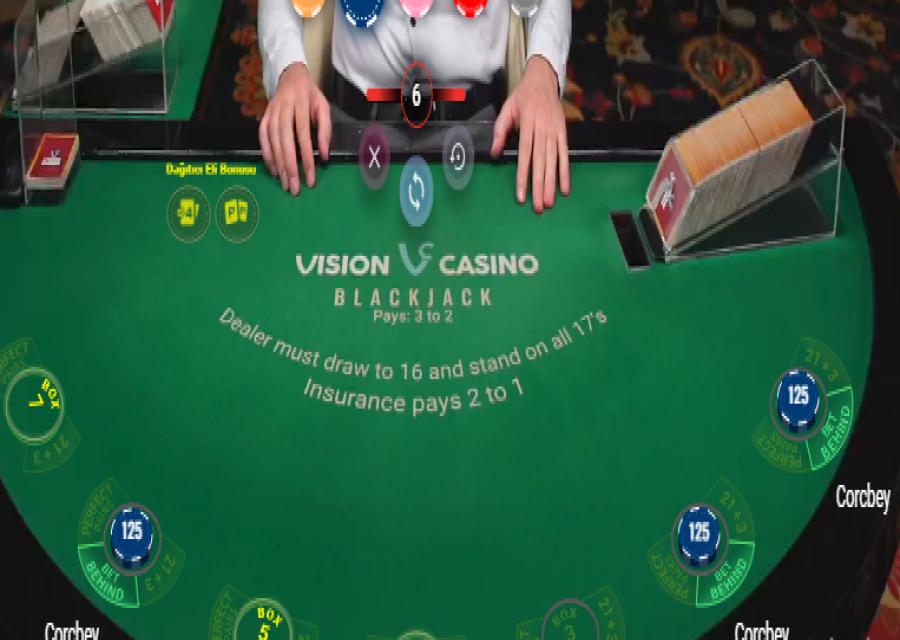 6
Dağıtıcı Eli Bonusu
VISION CASINO
BLACKJACK
Pays: 3 to 2
Dealer must draw to 16 and stand on all 17's
Insurance pays 2 to 1
PERFECT PAIRS
BOX 7
21+3
21+3
125
PERFECT PAIRS
BET BEHIND
Corcbey
PERFECT PAIRS
125
BET BEHIND
21+3
Corcbey
21+3
125
PERFECT PAIRS
BET BEHIND
Corcbey
PERFECT
BOX 5
BOX 3
21+3